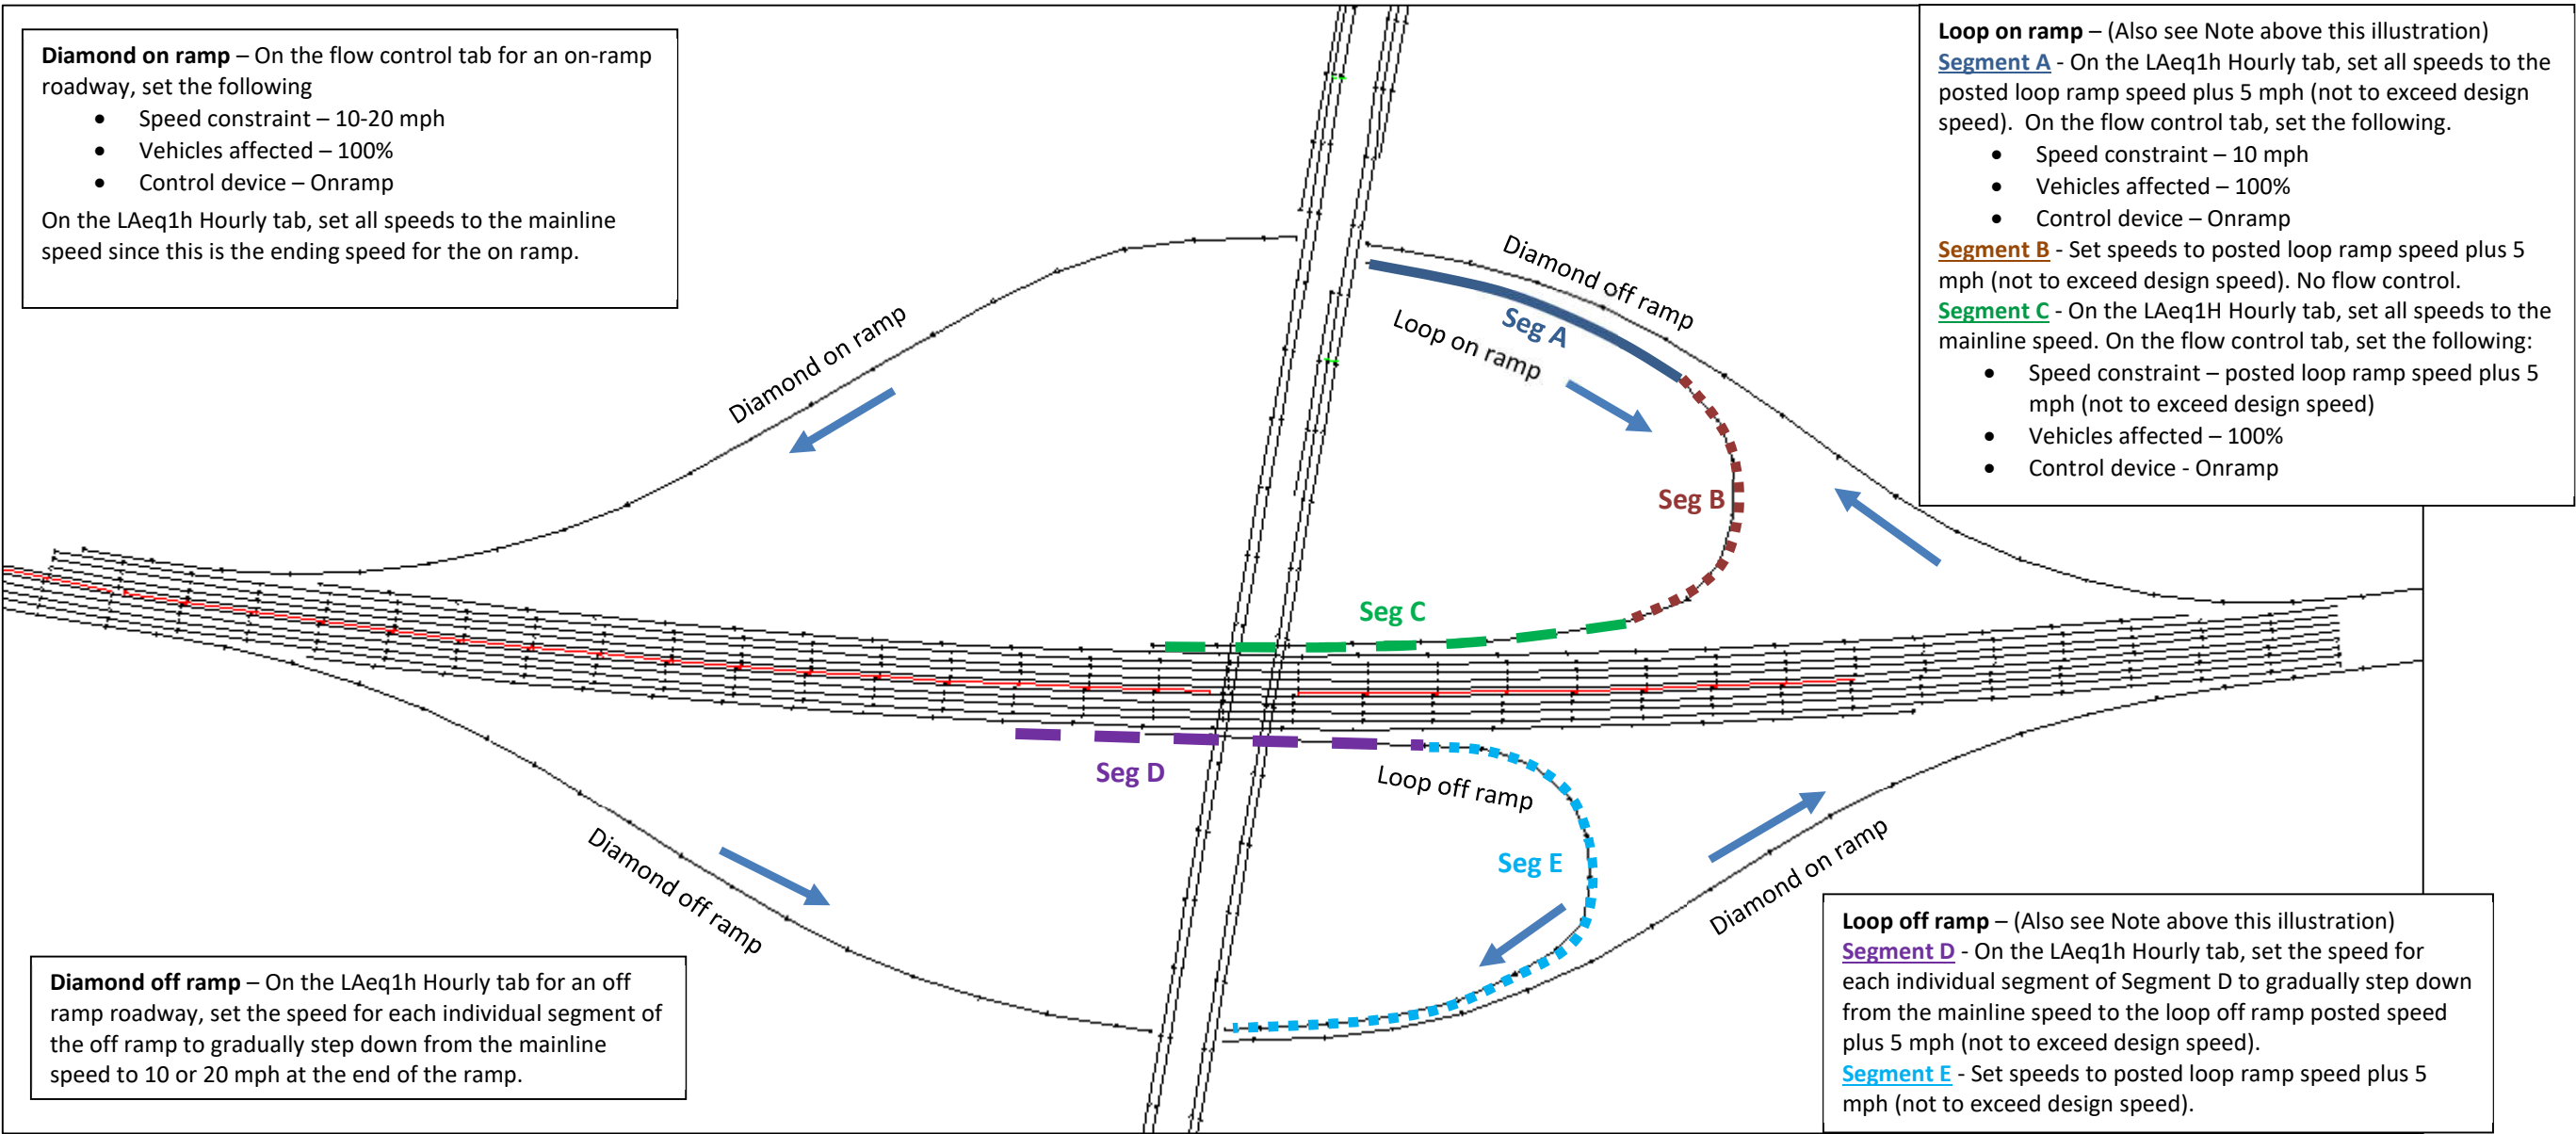 Diamond on ramp – On the flow control tab for an on-ramp
roadway, set the following
• Speed constraint – 10-20 mph
• Vehicles affected – 100%
• Control device – Onramp
On the LAeq1h Hourly tab, set all speeds to the mainline
speed since this is the ending speed for the on ramp.
Loop on ramp – (Also see Note above this illustration)
Segment A - On the LAeq1h Hourly tab, set all speeds to the
posted loop ramp speed plus 5 mph (not to exceed design
speed). On the flow control tab, set the following.
• Speed constraint – 10 mph
• Vehicles affected – 100%
• Control device – Onramp
Segment B - Set speeds to posted loop ramp speed plus 5
mph (not to exceed design speed). No flow control.
Segment C - On the LAeq1H Hourly tab, set all speeds to the
mainline speed. On the flow control tab, set the following:
• Speed constraint – posted loop ramp speed plus 5
mph (not to exceed design speed)
• Vehicles affected – 100%
• Control device - Onramp
Diamond on ramp
Diamond off ramp
Seg A
Loop on ramp
Seg B
Seg C
Seg D
Loop off ramp
Seg E
Diamond off ramp
Diamond on ramp
Diamond off ramp – On the LAeq1h Hourly tab for an off
ramp roadway, set the speed for each individual segment of
the off ramp to gradually step down from the mainline
speed to 10 or 20 mph at the end of the ramp.
Loop off ramp – (Also see Note above this illustration)
Segment D - On the LAeq1h Hourly tab, set the speed for
each individual segment of Segment D to gradually step down
from the mainline speed to the loop off ramp posted speed
plus 5 mph (not to exceed design speed).
Segment E - Set speeds to posted loop ramp speed plus 5
mph (not to exceed design speed).